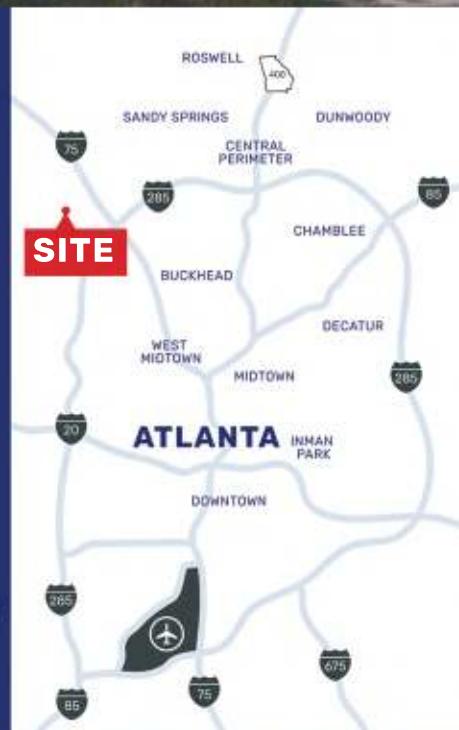 ROSWELL
400
SANDY SPRINGS
DUNWOODY
75
CENTRAL
PERIMETER
285
85
SITE
CHAMBLEE
BUCKHEAD
DECATUR
WEST
MIDTOWN
MIDTOWN
285
20
ATLANTA
INMAN
PARK
DOWNTOWN
285
675
85
75